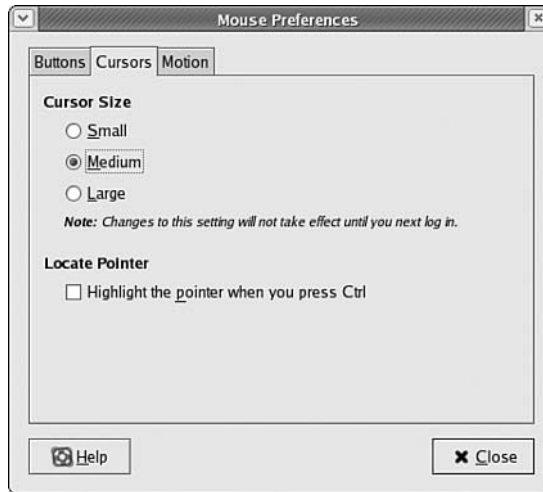 Mouse Preferences
Buttons Cursors Motion
Cursor Size
Small
Medium
Large
Note: Changes to this setting will not take effect until you next log in.
Locate Pointer
Highlight the pointer when you press Ctrl
Help Close